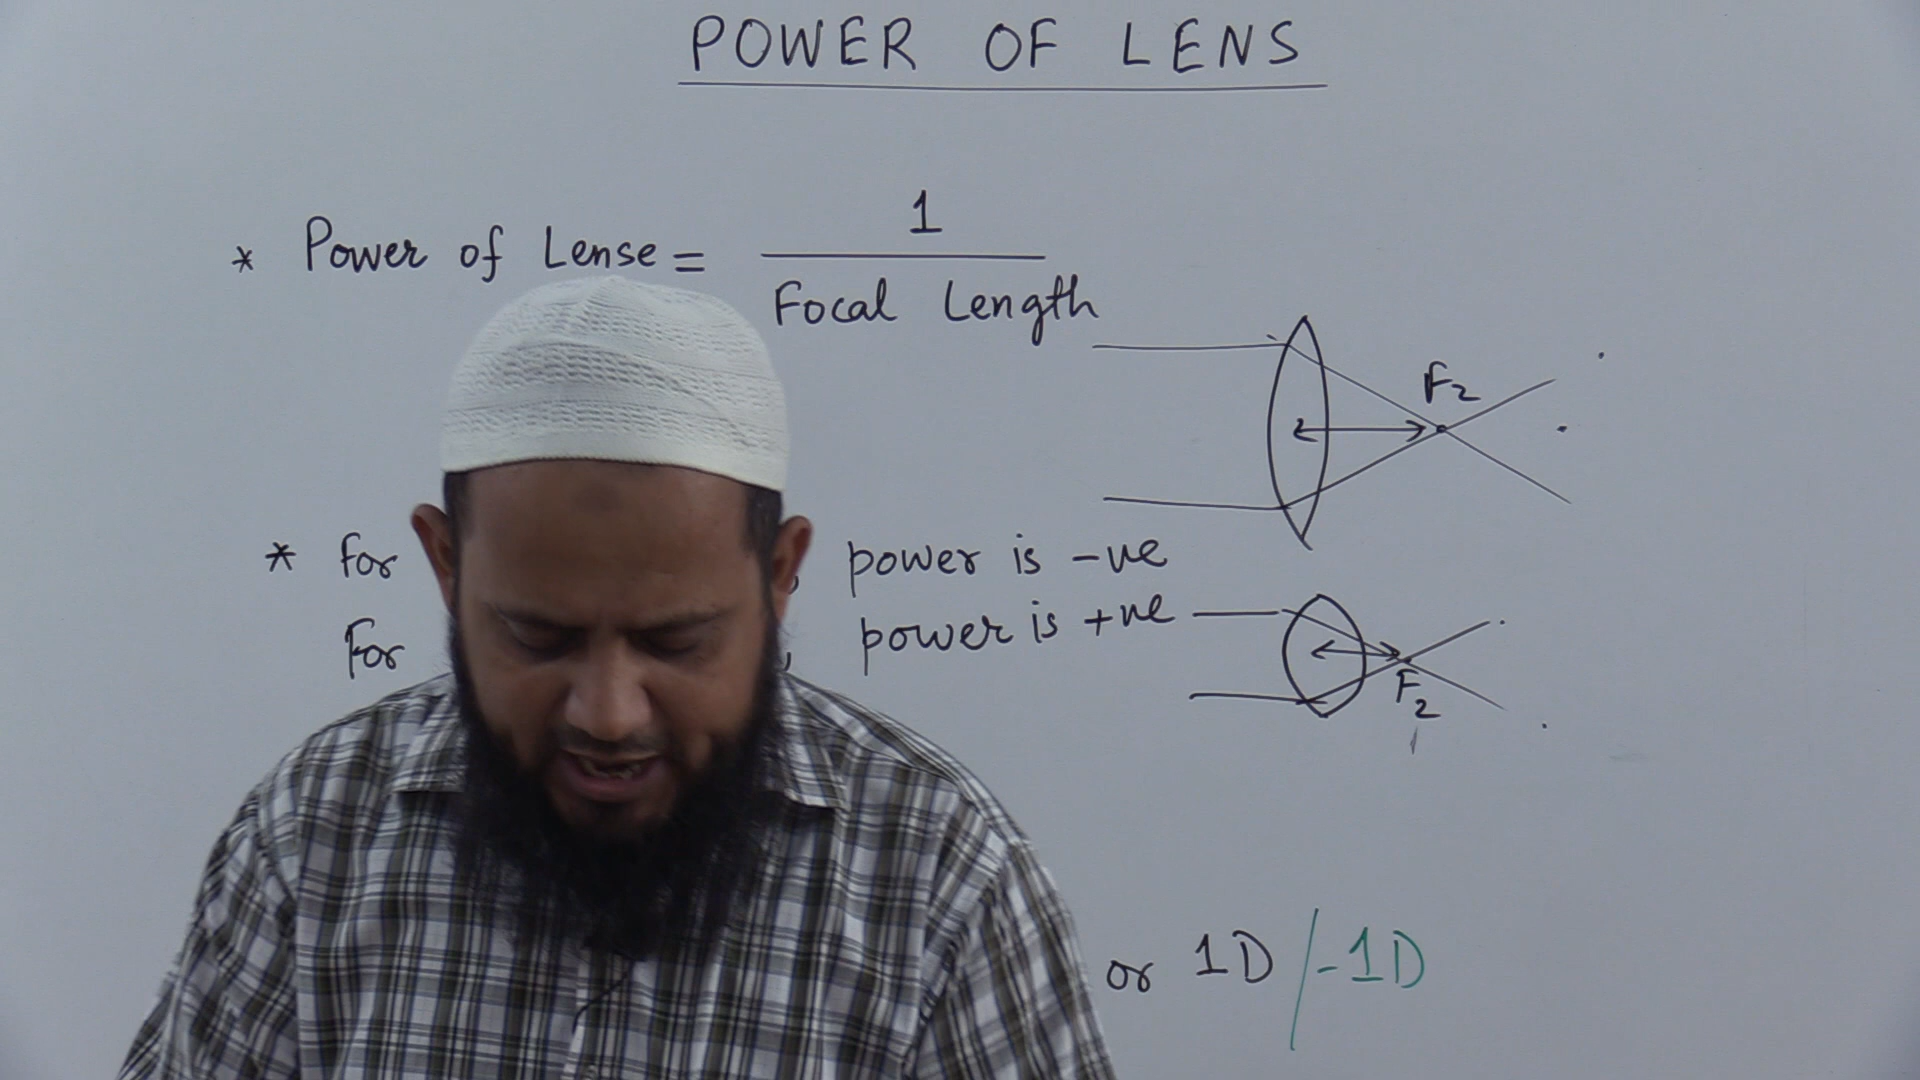 POWER OF LENS
* Power of Lense = 1
Focal Length
F2
* For , power is -ve
For , power is +ve
F2
or 1D / -1D